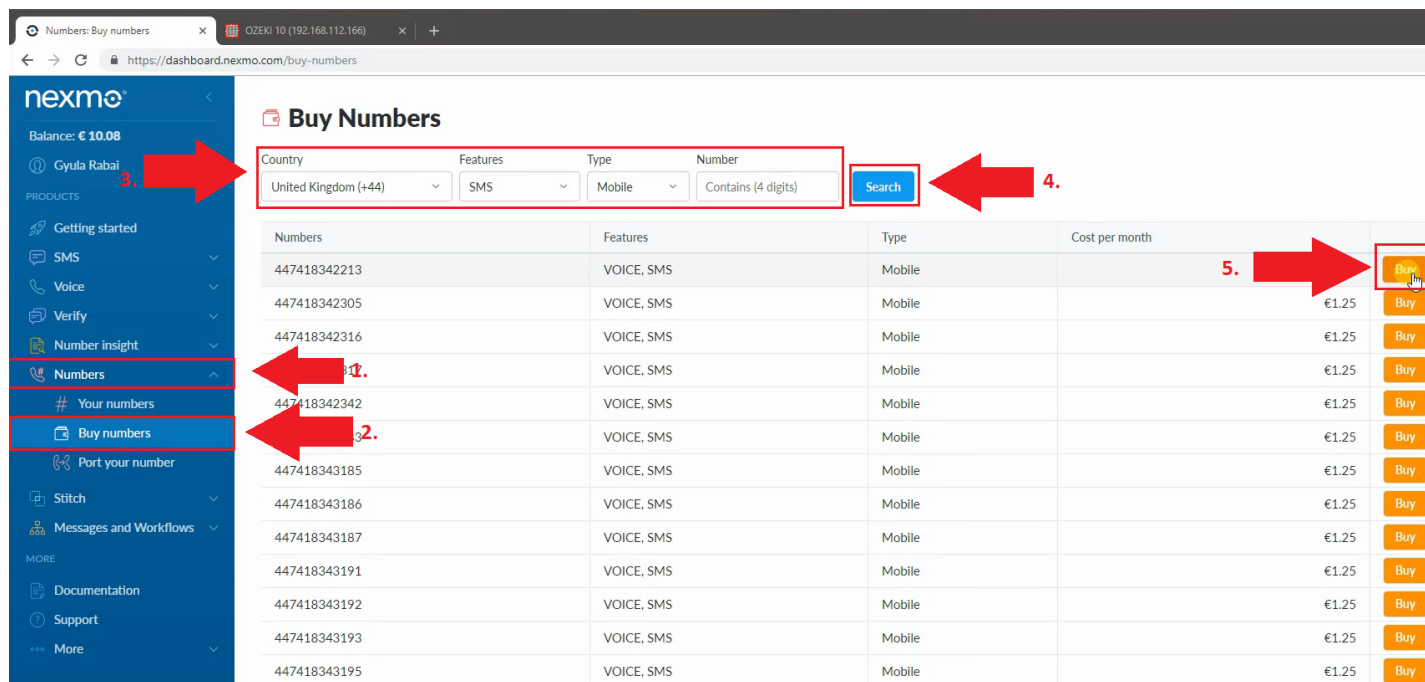 Numbers: Buy numbers
OZEKI 10 (192.168.112.166)
https://dashboard.nexmo.com/buy-numbers
nexmo
Balance: € 10.08
Gyula Rabai
PRODUCTS
Getting started
SMS
Voice
Verify
Number insight
Numbers
Your numbers
Buy numbers
Port your number
Stitch
Messages and Workflows
MORE
Documentation
Support
More
1.
2.
3.
Buy Numbers
Country Features Type Number
United Kingdom (+44) SMS Mobile Contains (4 digits) Search
4.
Numbers Features Type Cost per month
447418342213 VOICE, SMS Mobile 5. Buy
447418342305 VOICE, SMS Mobile €1.25 Buy
447418342316 VOICE, SMS Mobile €1.25 Buy
VOICE, SMS Mobile €1.25 Buy
447418342342 VOICE, SMS Mobile €1.25 Buy
VOICE, SMS Mobile €1.25 Buy
447418343185 VOICE, SMS Mobile €1.25 Buy
447418343186 VOICE, SMS Mobile €1.25 Buy
447418343187 VOICE, SMS Mobile €1.25 Buy
447418343191 VOICE, SMS Mobile €1.25 Buy
447418343192 VOICE, SMS Mobile €1.25 Buy
447418343193 VOICE, SMS Mobile €1.25 Buy
447418343195 VOICE, SMS Mobile €1.25 Buy